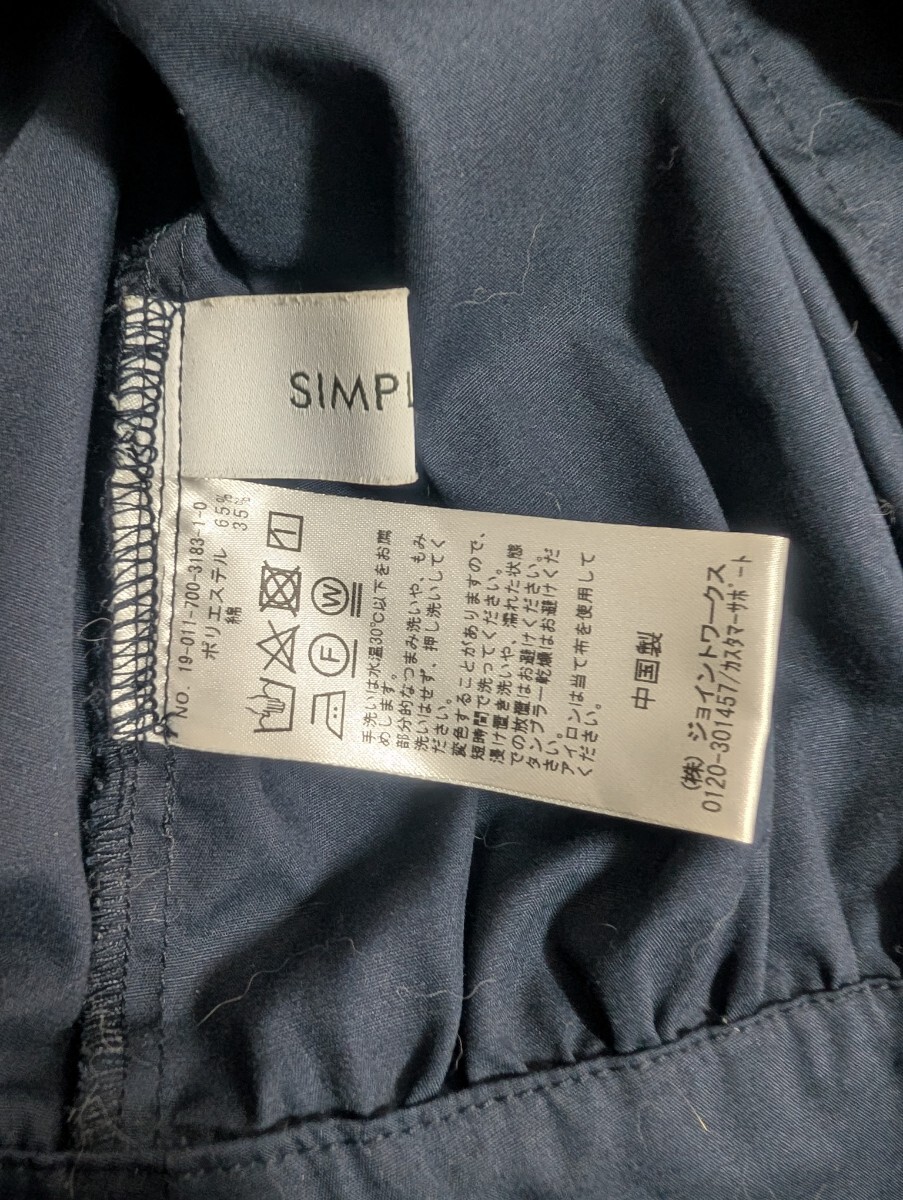 SIMPL
NO. 19-011-700-3183-1-0
ポリエステル 65%
綿 35%
W
F
手洗いは水温30℃以下をお薦
めします。
部分的なつまみ洗いや、もみ
洗いはせず、押し洗いしてく
ださい。
変色することがありますので、
短時間で洗ってください。
浸け置き洗いや、濡れた状態
での放置はお避けください。
タンブラー乾燥はお避けくだ
さい。
アイロンは当て布を使用して
ください。
中国製
(株)ジョイントワークス
0120-301457/カスタマーサポート